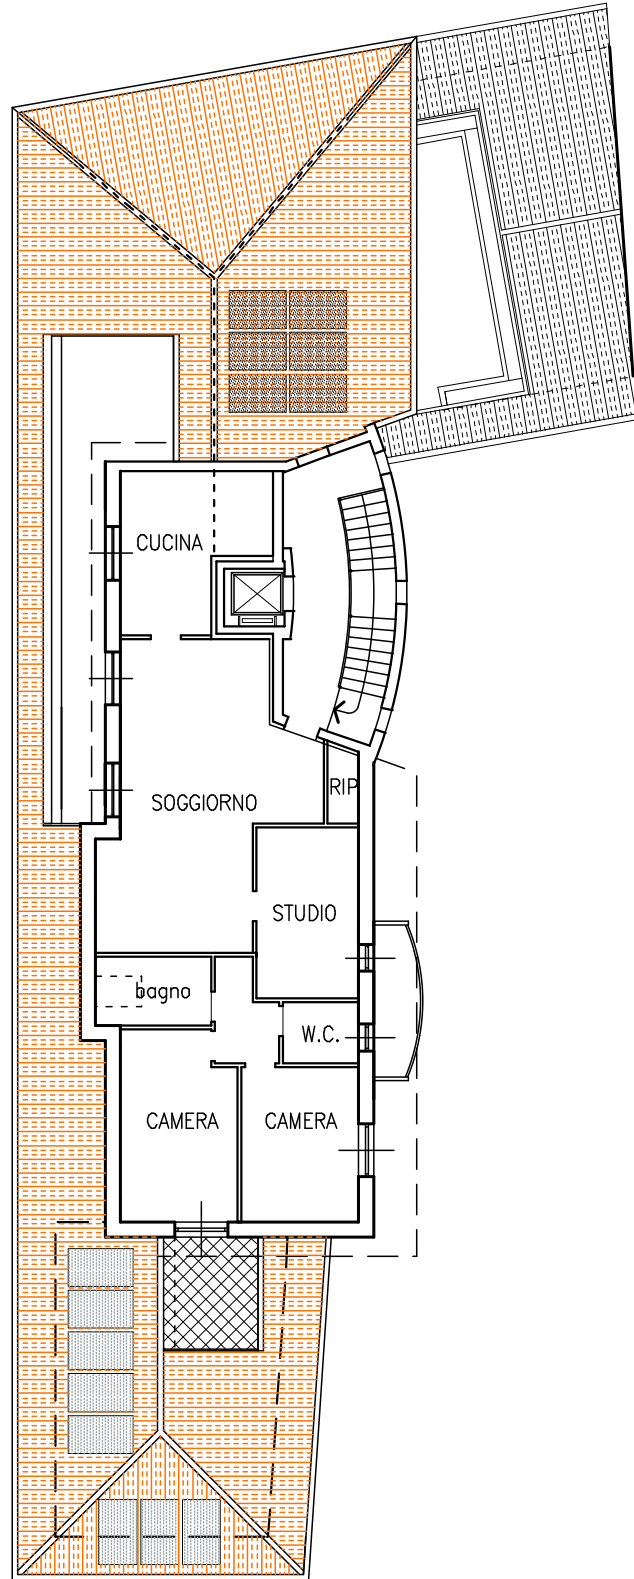 CUCINA
SOGGIORNO
RIP
STUDIO
bagno
W.C.
CAMERA
CAMERA